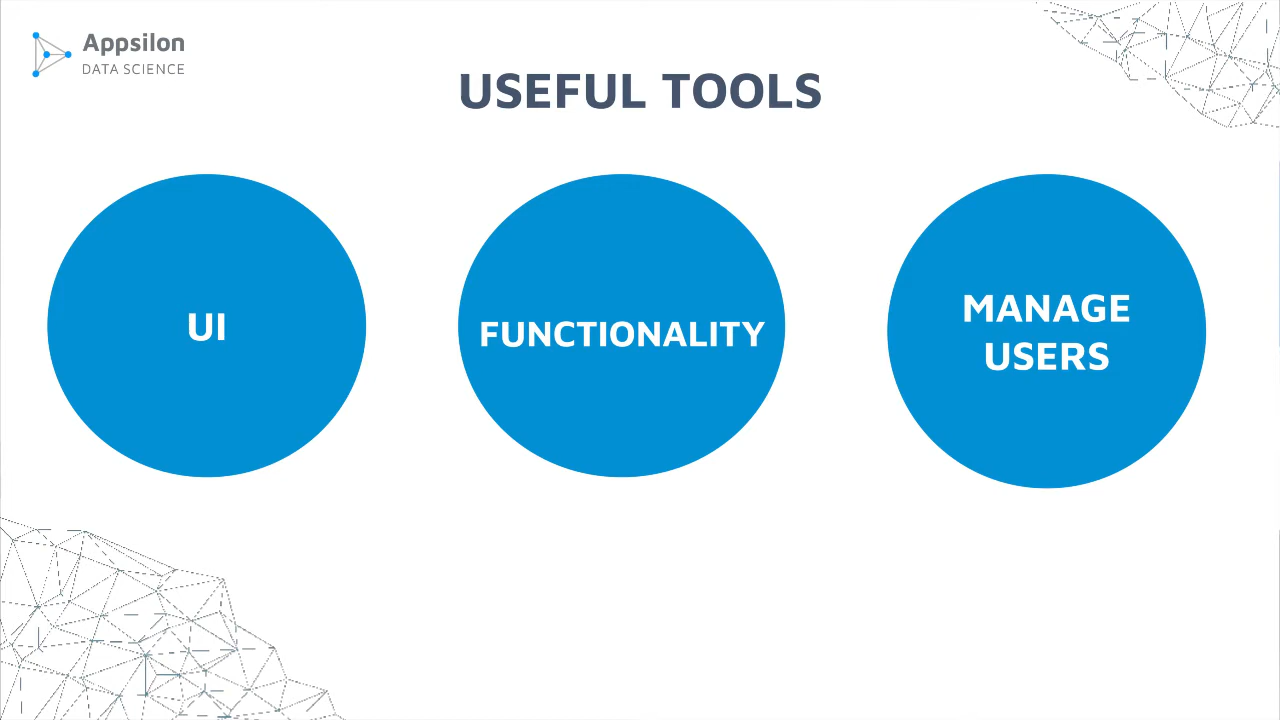 Appsilon
DATA SCIENCE
USEFUL TOOLS
UI
FUNCTIONALITY
MANAGE
USERS